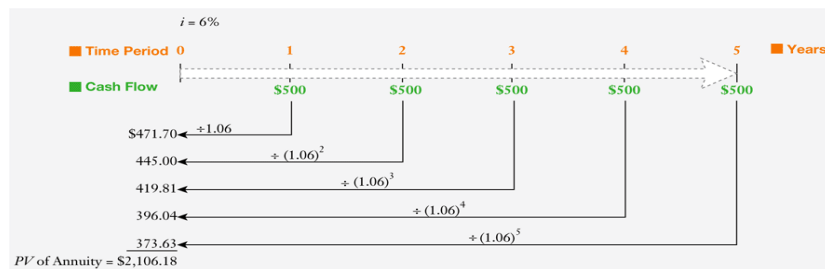 i = 6%
Time Period 0 1 2 3 4 5 Years
Cash Flow $500 $500 $500 $500 $500
$471.70 ÷1.06
445.00 ÷ (1.06)²
419.81 ÷ (1.06)³
396.04 ÷ (1.06)⁴
373.63 ÷ (1.06)⁵
PV of Annuity = $2,106.18